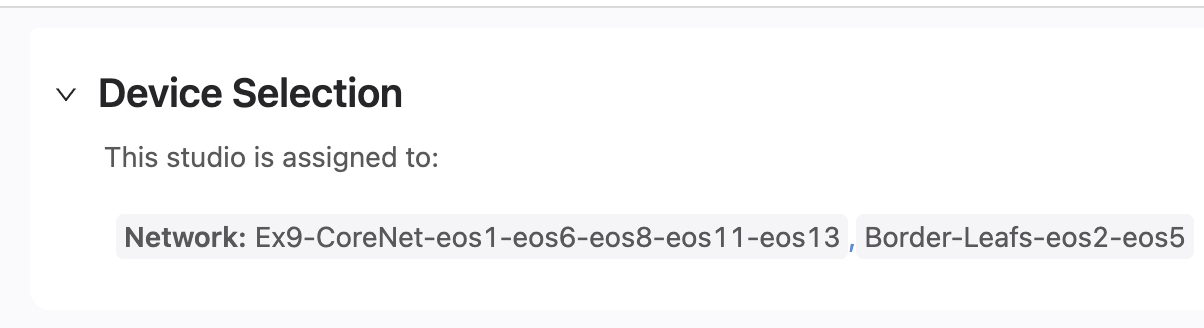 Device Selection
This studio is assigned to:
Network: Ex9-CoreNet-eos1-eos6-eos8-eos11-eos13 , Border-Leafs-eos2-eos5